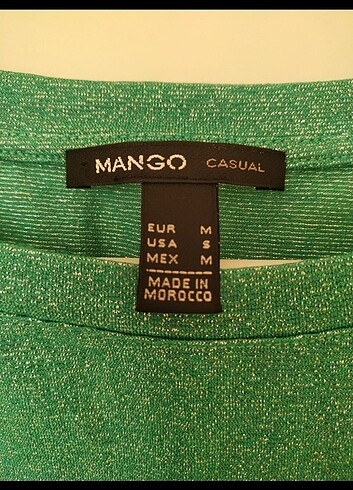 MANGO CASUAL
EUR M
USA S
MEX M
MADE IN
MOROCCO